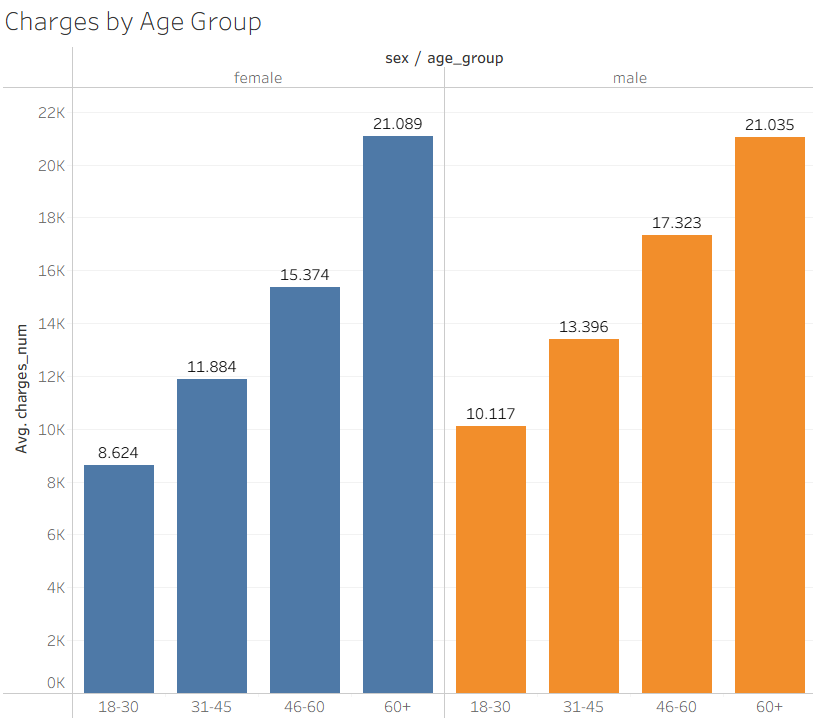 Charges by Age Group
sex / age_group
female
male
Avg. charges_num
22K
20K
18K
16K
14K
12K
10K
8K
6K
4K
2K
0K
8.624
11.884
15.374
21.089
10.117
13.396
17.323
21.035
18-30
31-45
46-60
60+
18-30
31-45
46-60
60+